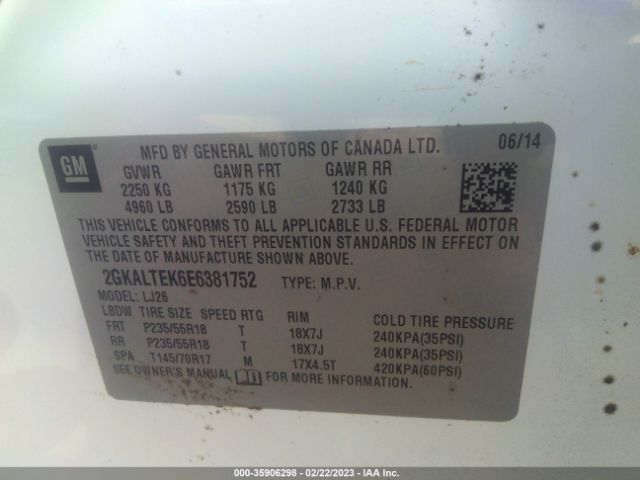 GM
MFD BY GENERAL MOTORS OF CANADA LTD. 06/14
GVWR GAWR FRT GAWR RR
2250 KG 1175 KG 1240 KG
4960 LB 2590 LB 2733 LB
THIS VEHICLE CONFORMS TO ALL APPLICABLE U.S. FEDERAL MOTOR
VEHICLE SAFETY AND THEFT PREVENTION STANDARDS IN EFFECT ON
THE DATE OF MANUFACTURE SHOWN ABOVE.
2GKALTEK6E6381752 TYPE: M.P.V.
MODEL: LJ26
LBDW TIRE SIZE SPEED RTG RIM COLD TIRE PRESSURE
FRT P235/55R18 T 18X7J 240KPA(35PSI)
RR P235/55R18 T 18X7J 240KPA(35PSI)
SPA T145/70R17 M 17X4.5T 420KPA(60PSI)
SEE OWNER'S MANUAL FOR MORE INFORMATION.
000-35906298 - 02/22/2023 - IAA Inc.